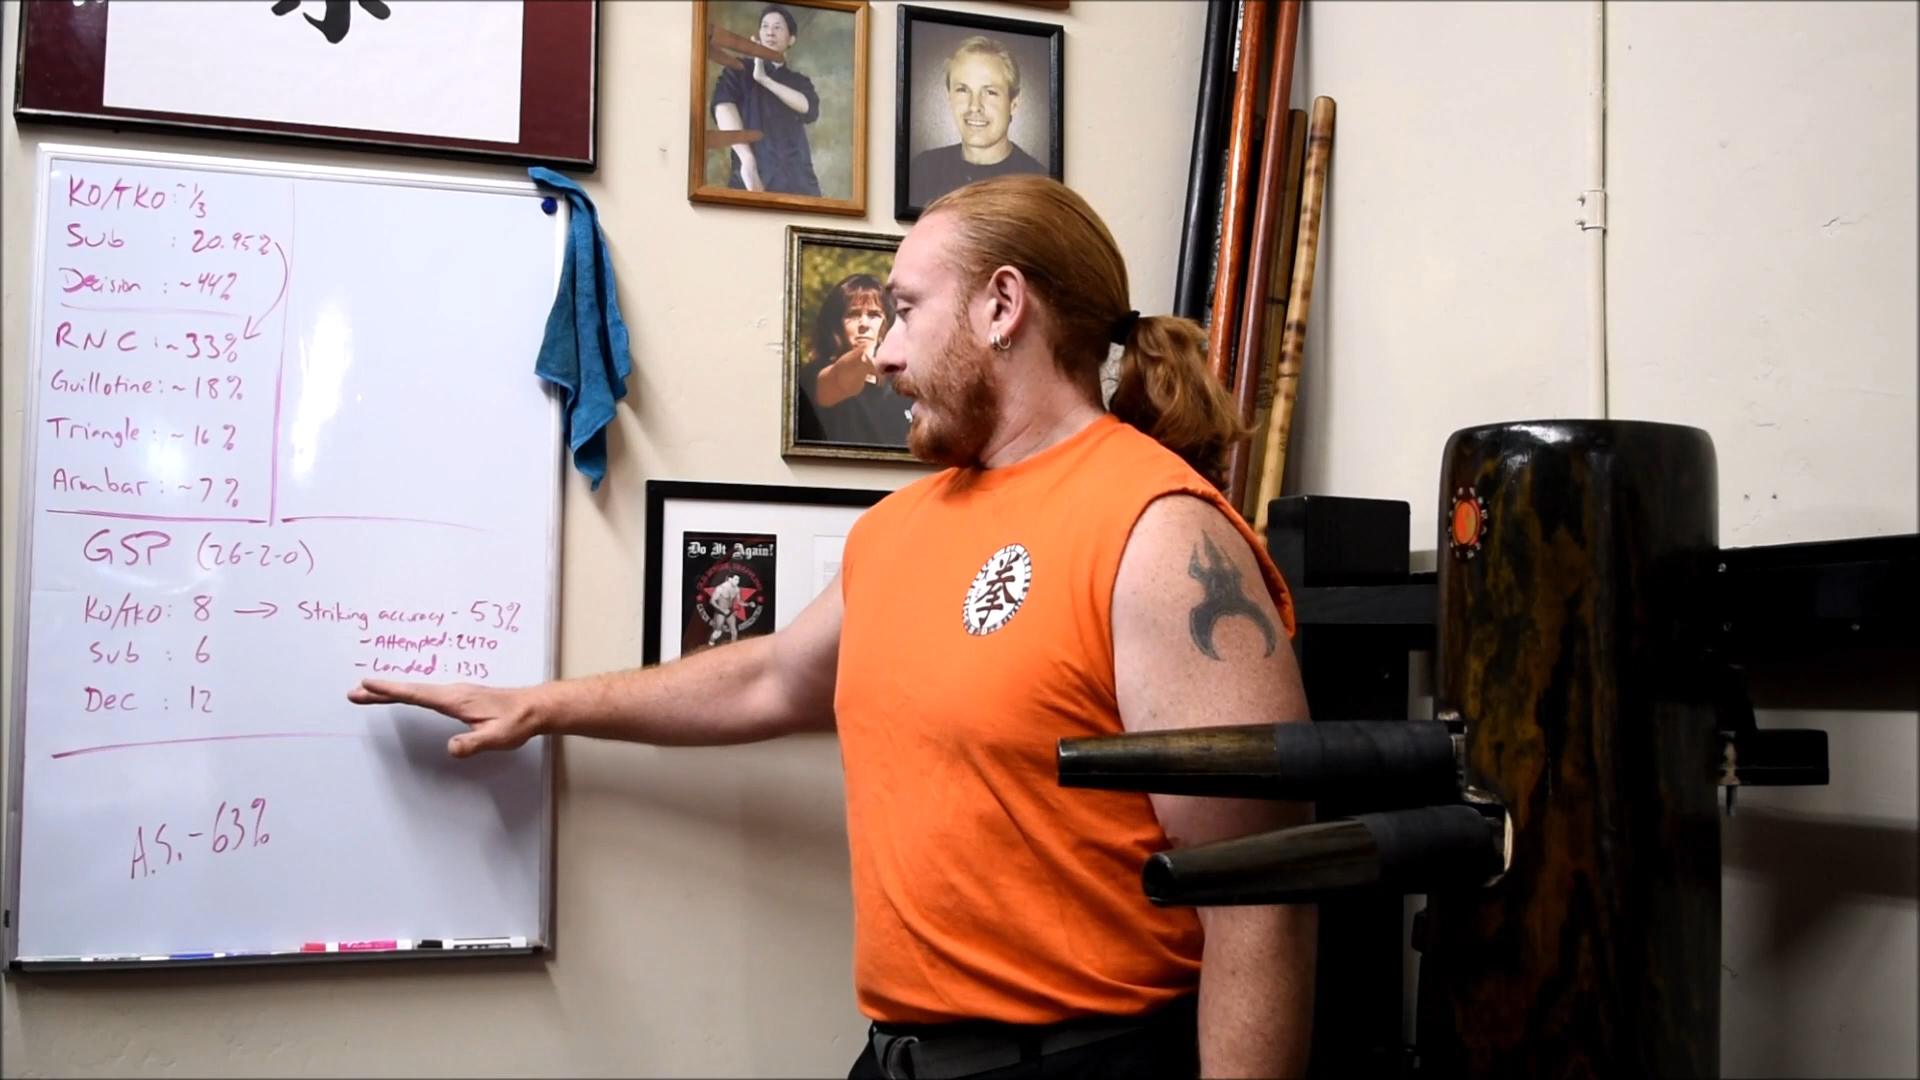 KO/TKO: ~1/3
Sub : 20.95%
Decision : ~44%
RNC : ~33%
Guillotine: ~18%
Triangle : ~16%
Armbar : ~7%
GSP (26-2-0)
KO/TKO: 8 → Striking accuracy - 53%
- Attempted: 2470
- Landed : 1313
Sub : 6
Dec : 12
A.S. - 63%
Do It Again!
拳